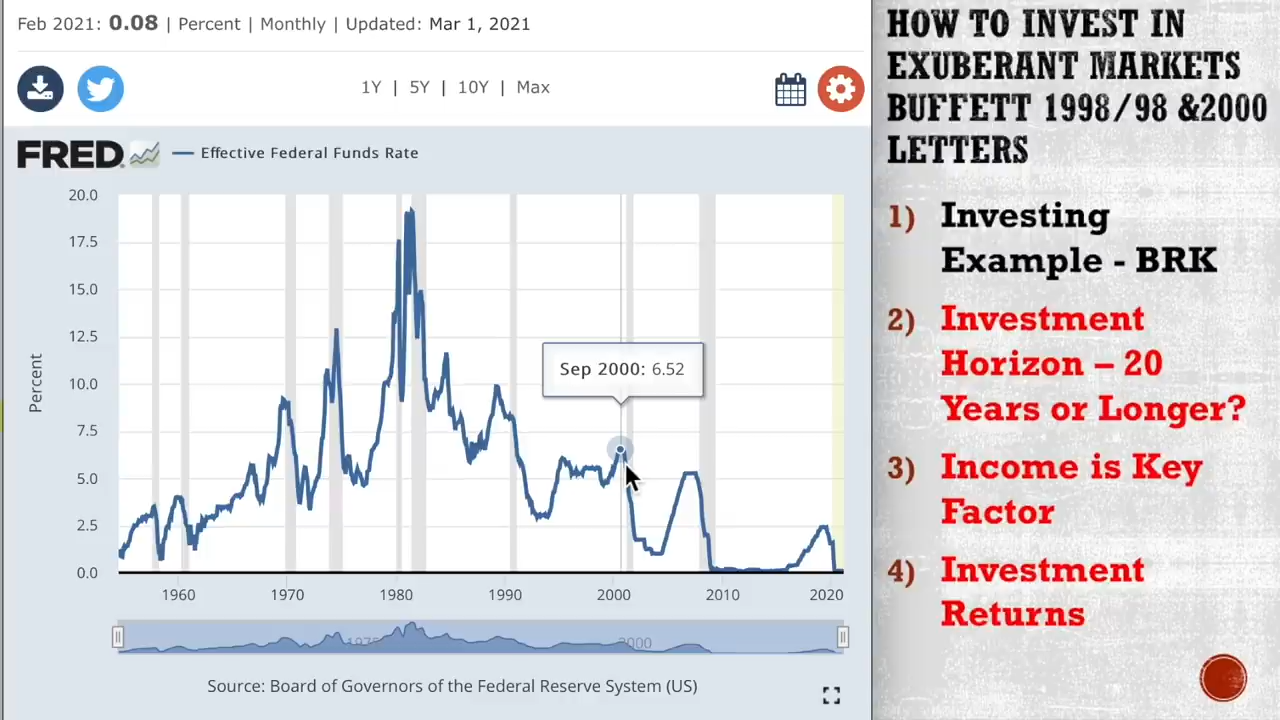 Feb 2021: 0.08 | Percent | Monthly | Updated: Mar 1, 2021
1Y | 5Y | 10Y | Max
FRED
Effective Federal Funds Rate
20.0
17.5
15.0
12.5
10.0
7.5
5.0
2.5
0.0
Percent
Sep 2000: 6.52
1960
1970
1980
1990
2000
2010
2020
1975
2000
Source: Board of Governors of the Federal Reserve System (US)
HOW TO INVEST IN
EXUBERANT MARKETS
BUFFETT 1998/98 &2000
LETTERS
1) Investing
Example - BRK
2) Investment
Horizon – 20
Years or Longer?
3) Income is Key
Factor
4) Investment
Returns